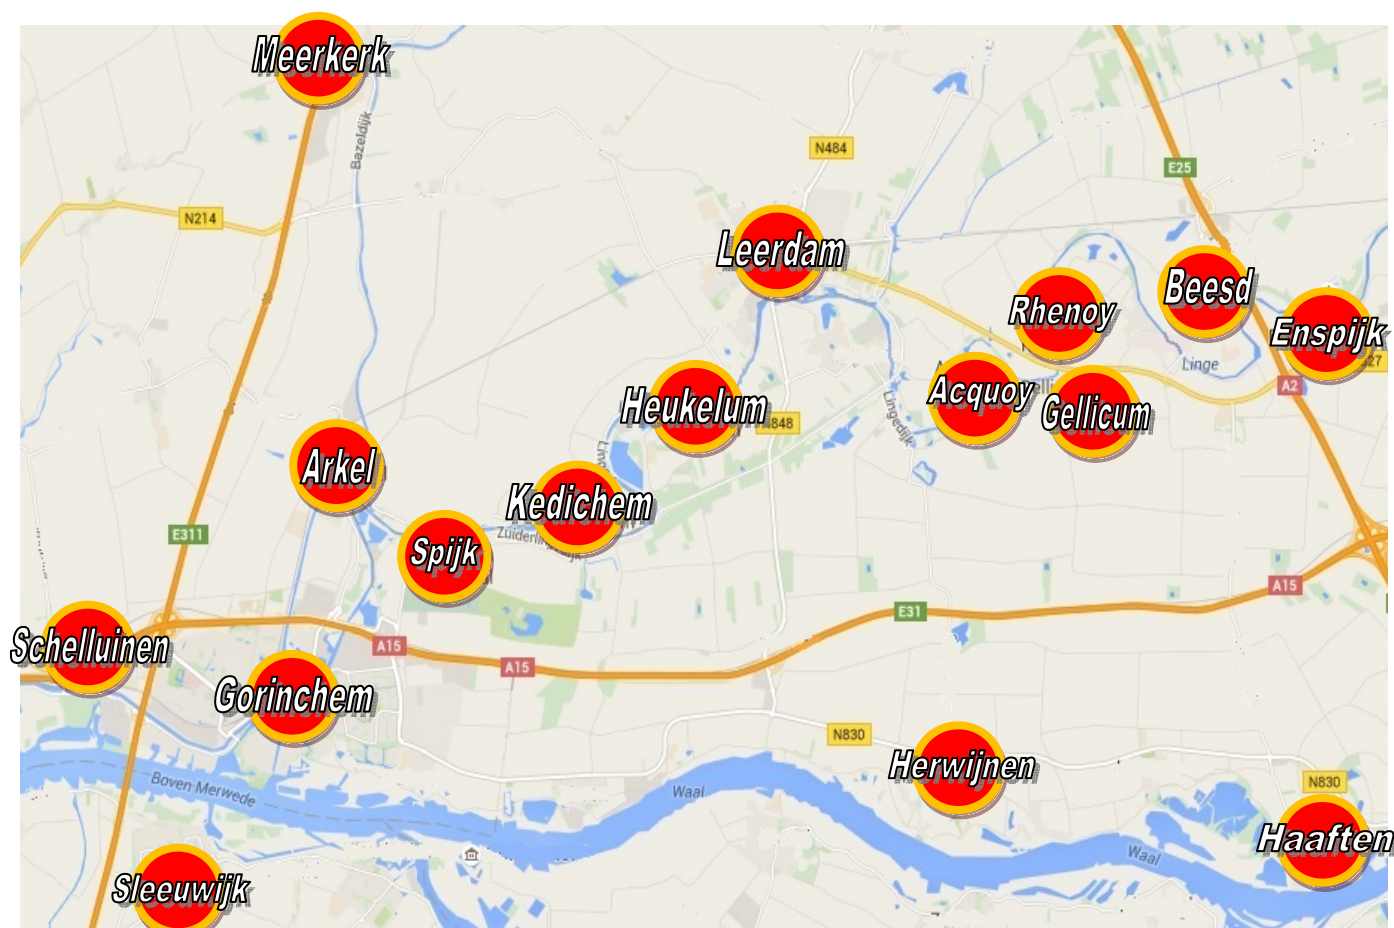 Meerkerk
Bazeldijk
N484
E25
N214
Leerdam
Beesd
Rhenoy
Enspijk
Linge
A2
Acquoy
Gellicum
Heukelum
N848
Lingedijk
Arkel
Kedichem
E311
Spijk
A15
E31
Schelluinen
A15
A15
Gorinchem
N830
Herwijnen
N830
Boven Merwede
Waal
Haaften
Waal
Sleeuwijk